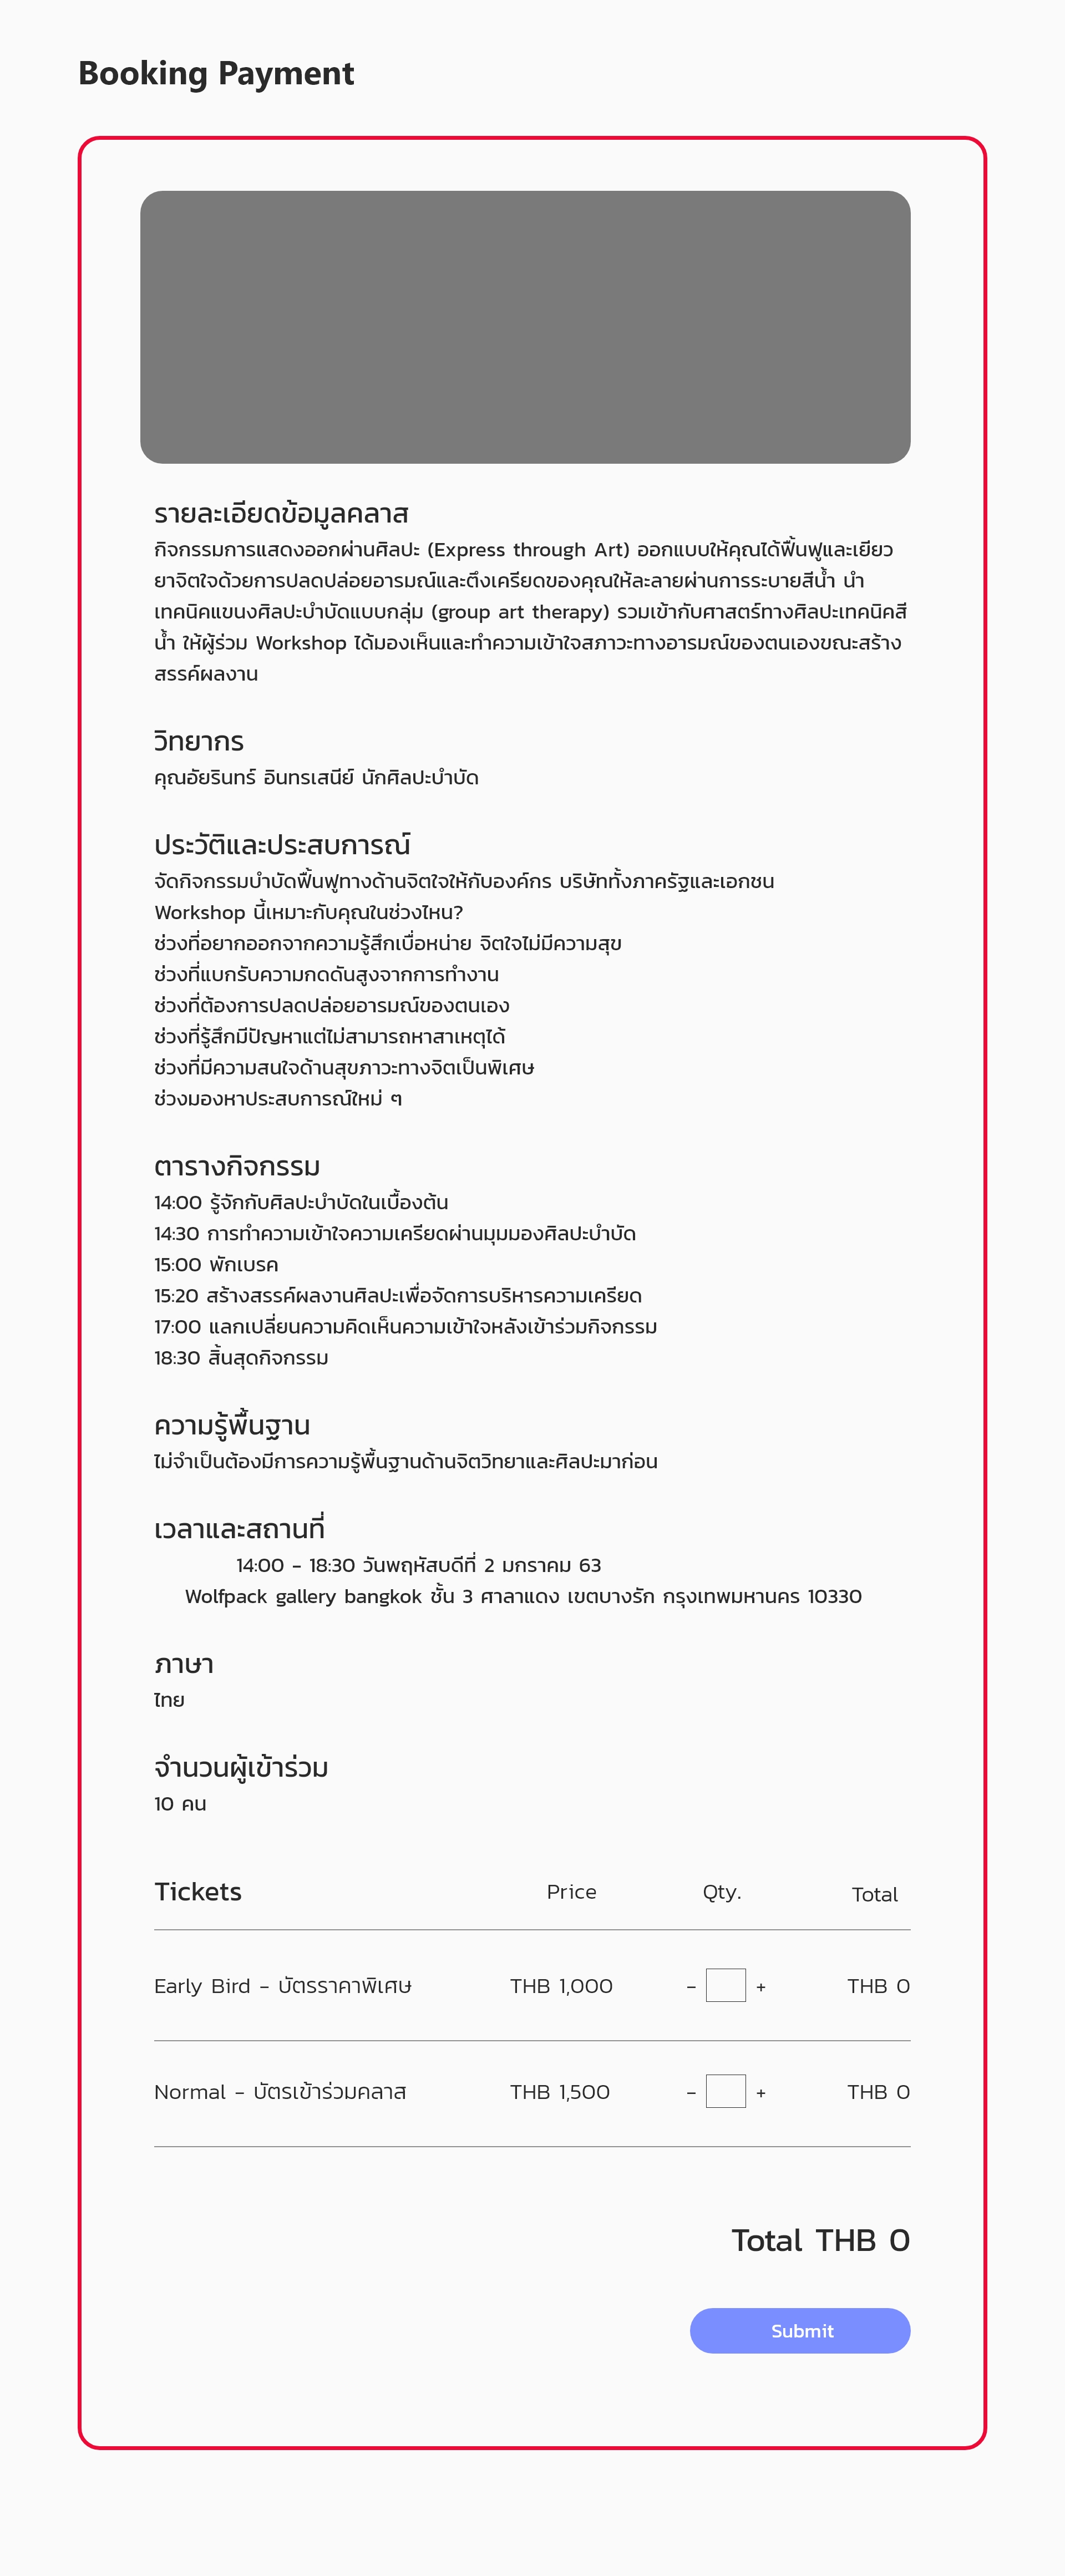 Booking Payment
รายละเอียดข้อมูลคลาส
กิจกรรมการแสดงออกผ่านศิลปะ (Express through Art) ออกแบบให้คุณได้ฟื้นฟูและเยียว
ยาจิตใจด้วยการปลดปล่อยอารมณ์และตึงเครียดของคุณให้ละลายผ่านการระบายสีน้ำ นำ
เทคนิคแขนงศิลปะบำบัดแบบกลุ่ม (group art therapy) รวมเข้ากับศาสตร์ทางศิลปะเทคนิคสี
น้ำ ให้ผู้ร่วม Workshop ได้มองเห็นและทำความเข้าใจสภาวะทางอารมณ์ของตนเองขณะสร้าง
สรรค์ผลงาน
วิทยากร
คุณอัยรินทร์ อินทรเสนีย์ นักศิลปะบำบัด
ประวัติและประสบการณ์
จัดกิจกรรมบำบัดฟื้นฟูทางด้านจิตใจให้กับองค์กร บริษัททั้งภาครัฐและเอกชน
Workshop นี้เหมาะกับคุณในช่วงไหน?
ช่วงที่อยากออกจากความรู้สึกเบื่อหน่าย จิตใจไม่มีความสุข
ช่วงที่แบกรับความกดดันสูงจากการทำงาน
ช่วงที่ต้องการปลดปล่อยอารมณ์ของตนเอง
ช่วงที่รู้สึกมีปัญหาแต่ไม่สามารถหาสาเหตุได้
ช่วงที่มีความสนใจด้านสุขภาวะทางจิตเป็นพิเศษ
ช่วงมองหาประสบการณ์ใหม่ ๆ
ตารางกิจกรรม
14:00 รู้จักกับศิลปะบำบัดในเบื้องต้น
14:30 การทำความเข้าใจความเครียดผ่านมุมมองศิลปะบำบัด
15:00 พักเบรค
15:20 สร้างสรรค์ผลงานศิลปะเพื่อจัดการบริหารความเครียด
17:00 แลกเปลี่ยนความคิดเห็นความเข้าใจหลังเข้าร่วมกิจกรรม
18:30 สิ้นสุดกิจกรรม
ความรู้พื้นฐาน
ไม่จำเป็นต้องมีการความรู้พื้นฐานด้านจิตวิทยาและศิลปะมาก่อน
เวลาและสถานที่
14:00 - 18:30 วันพฤหัสบดีที่ 2 มกราคม 63
Wolfpack gallery bangkok ชั้น 3 ศาลาแดง เขตบางรัก กรุงเทพมหานคร 10330
ภาษา
ไทย
จำนวนผู้เข้าร่วม
10 คน
Tickets Price Qty. Total
Early Bird - บัตรราคาพิเศษ THB 1,000 - + THB 0
Normal - บัตรเข้าร่วมคลาส THB 1,500 - + THB 0
Total THB 0
Submit